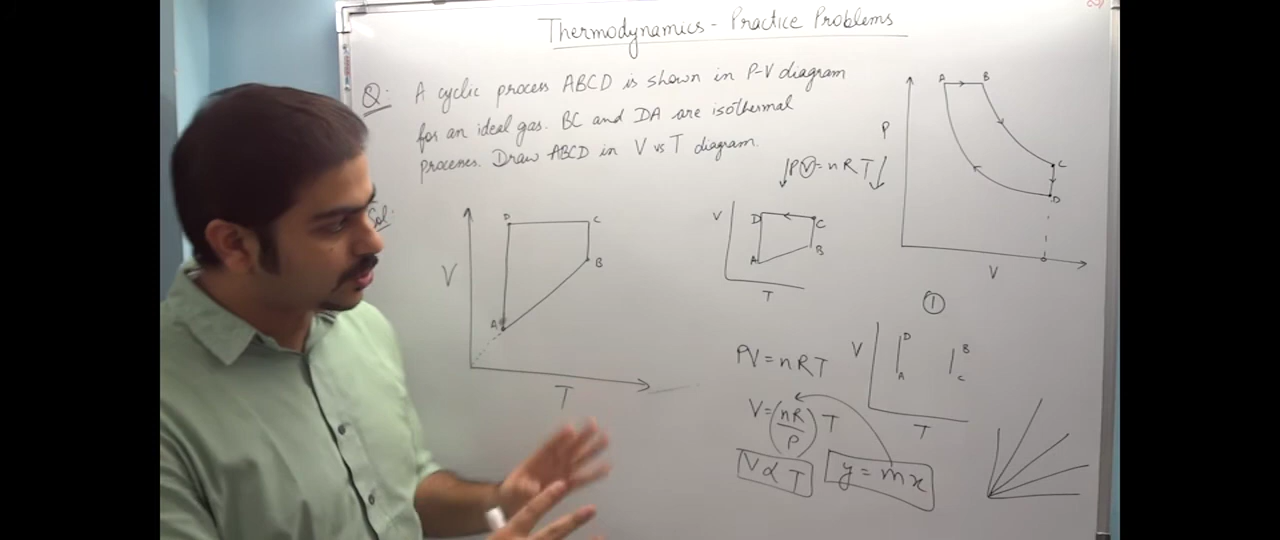 Thermodynamics - Practice Problems
Q: A cyclic process ABCD is shown in P-V diagram
for an ideal gas. BC and DA are isothermal
processes. Draw ABCD in V vs T diagram.
↓PV = nRT↓
Sol:
P
A
B
C
D
V
V
D
C
B
A
T
V
D
C
B
A
T
1
PV = nRT
V = (nR/P) T
V ∝ T
y = mx
V
D
A
B
C
T